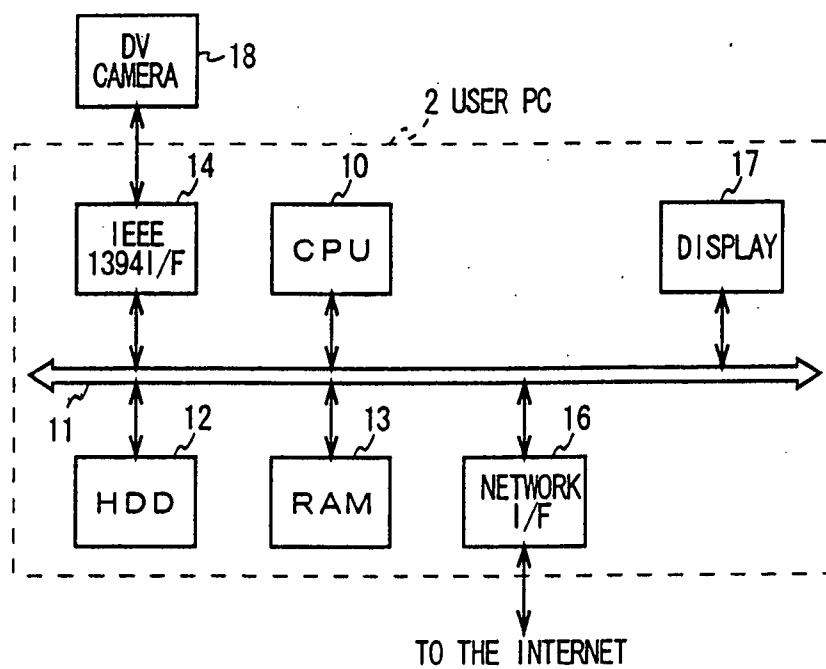 DV
CAMERA
18
2 USER PC
14
10
17
IEEE
1394I/F
CPU
DISPLAY
11
12
13
16
HDD
RAM
NETWORK
I/F
TO THE INTERNET